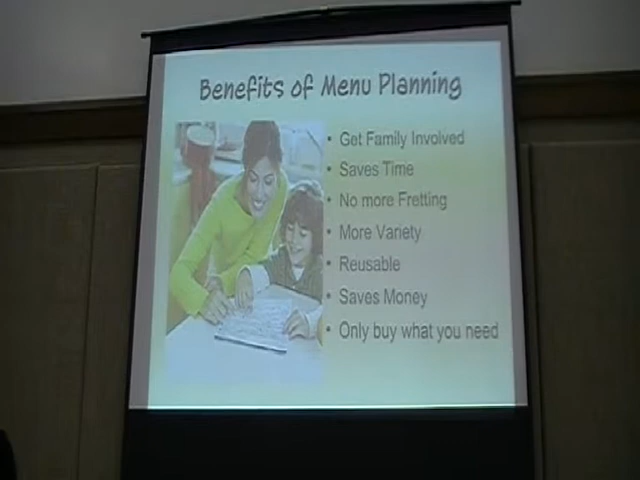 Benefits of Menu Planning
• Get Family Involved
• Saves Time
• No more Fretting
• More Variety
• Reusable
• Saves Money
• Only buy what you need